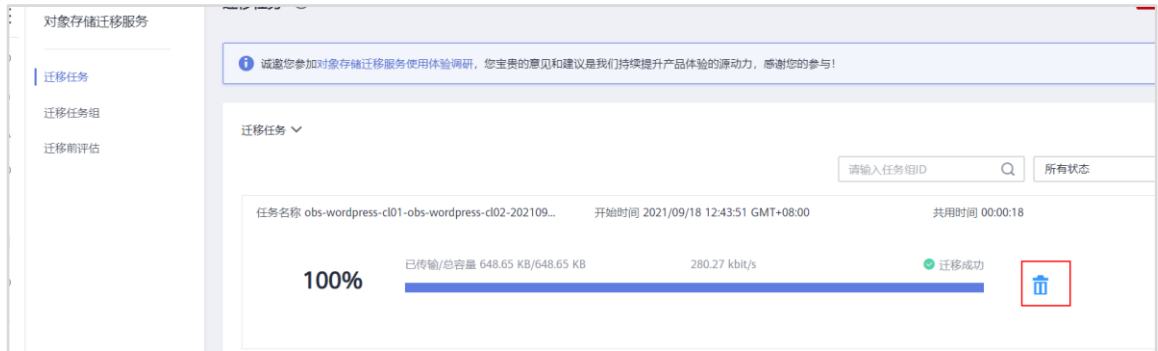 对象存储迁移服务
迁移任务
迁移任务组
迁移前评估
诚邀您参加对象存储迁移服务使用体验调研，您宝贵的意见和建议是我们持续提升产品体验的源动力，感谢您的参与！
迁移任务
请输入任务组ID
所有状态
任务名称 obs-wordpress-cl01-obs-wordpress-cl02-202109...
开始时间 2021/09/18 12:43:51 GMT+08:00
共用时间 00:00:18
已传输/总容量 648.65 KB/648.65 KB
280.27 kbit/s
迁移成功
100%